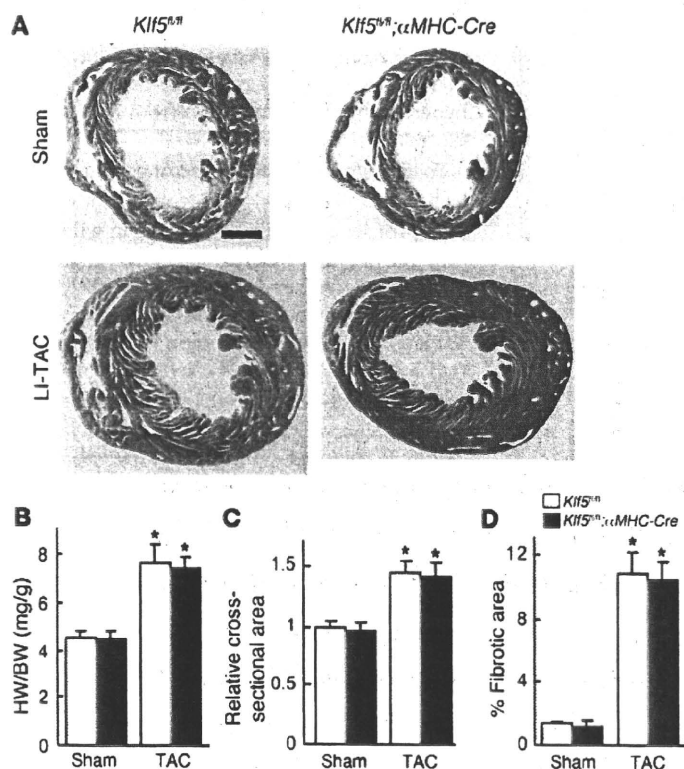 A
Klf5fl/fl
Klf5fl/fl;αMHC-Cre
Sham
LI-TAC
B
HW/BW (mg/g)
8
6
4
2
0
*
*
Sham
TAC
C
Relative cross-
sectional area
1.5
1
0.5
0
*
*
Sham
TAC
D
Klf5fl/fl
Klf5fl/fl;αMHC-Cre
% Fibrotic area
12
8
4
0
*
*
Sham
TAC